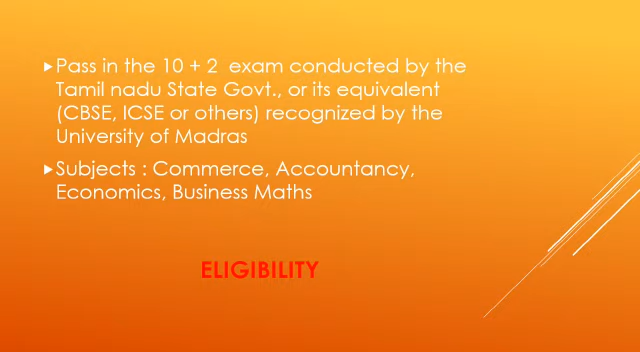 Pass in the 10 + 2 exam conducted by the
Tamil nadu State Govt., or its equivalent
(CBSE, ICSE or others) recognized by the
University of Madras
Subjects : Commerce, Accountancy,
Economics, Business Maths
ELIGIBILITY